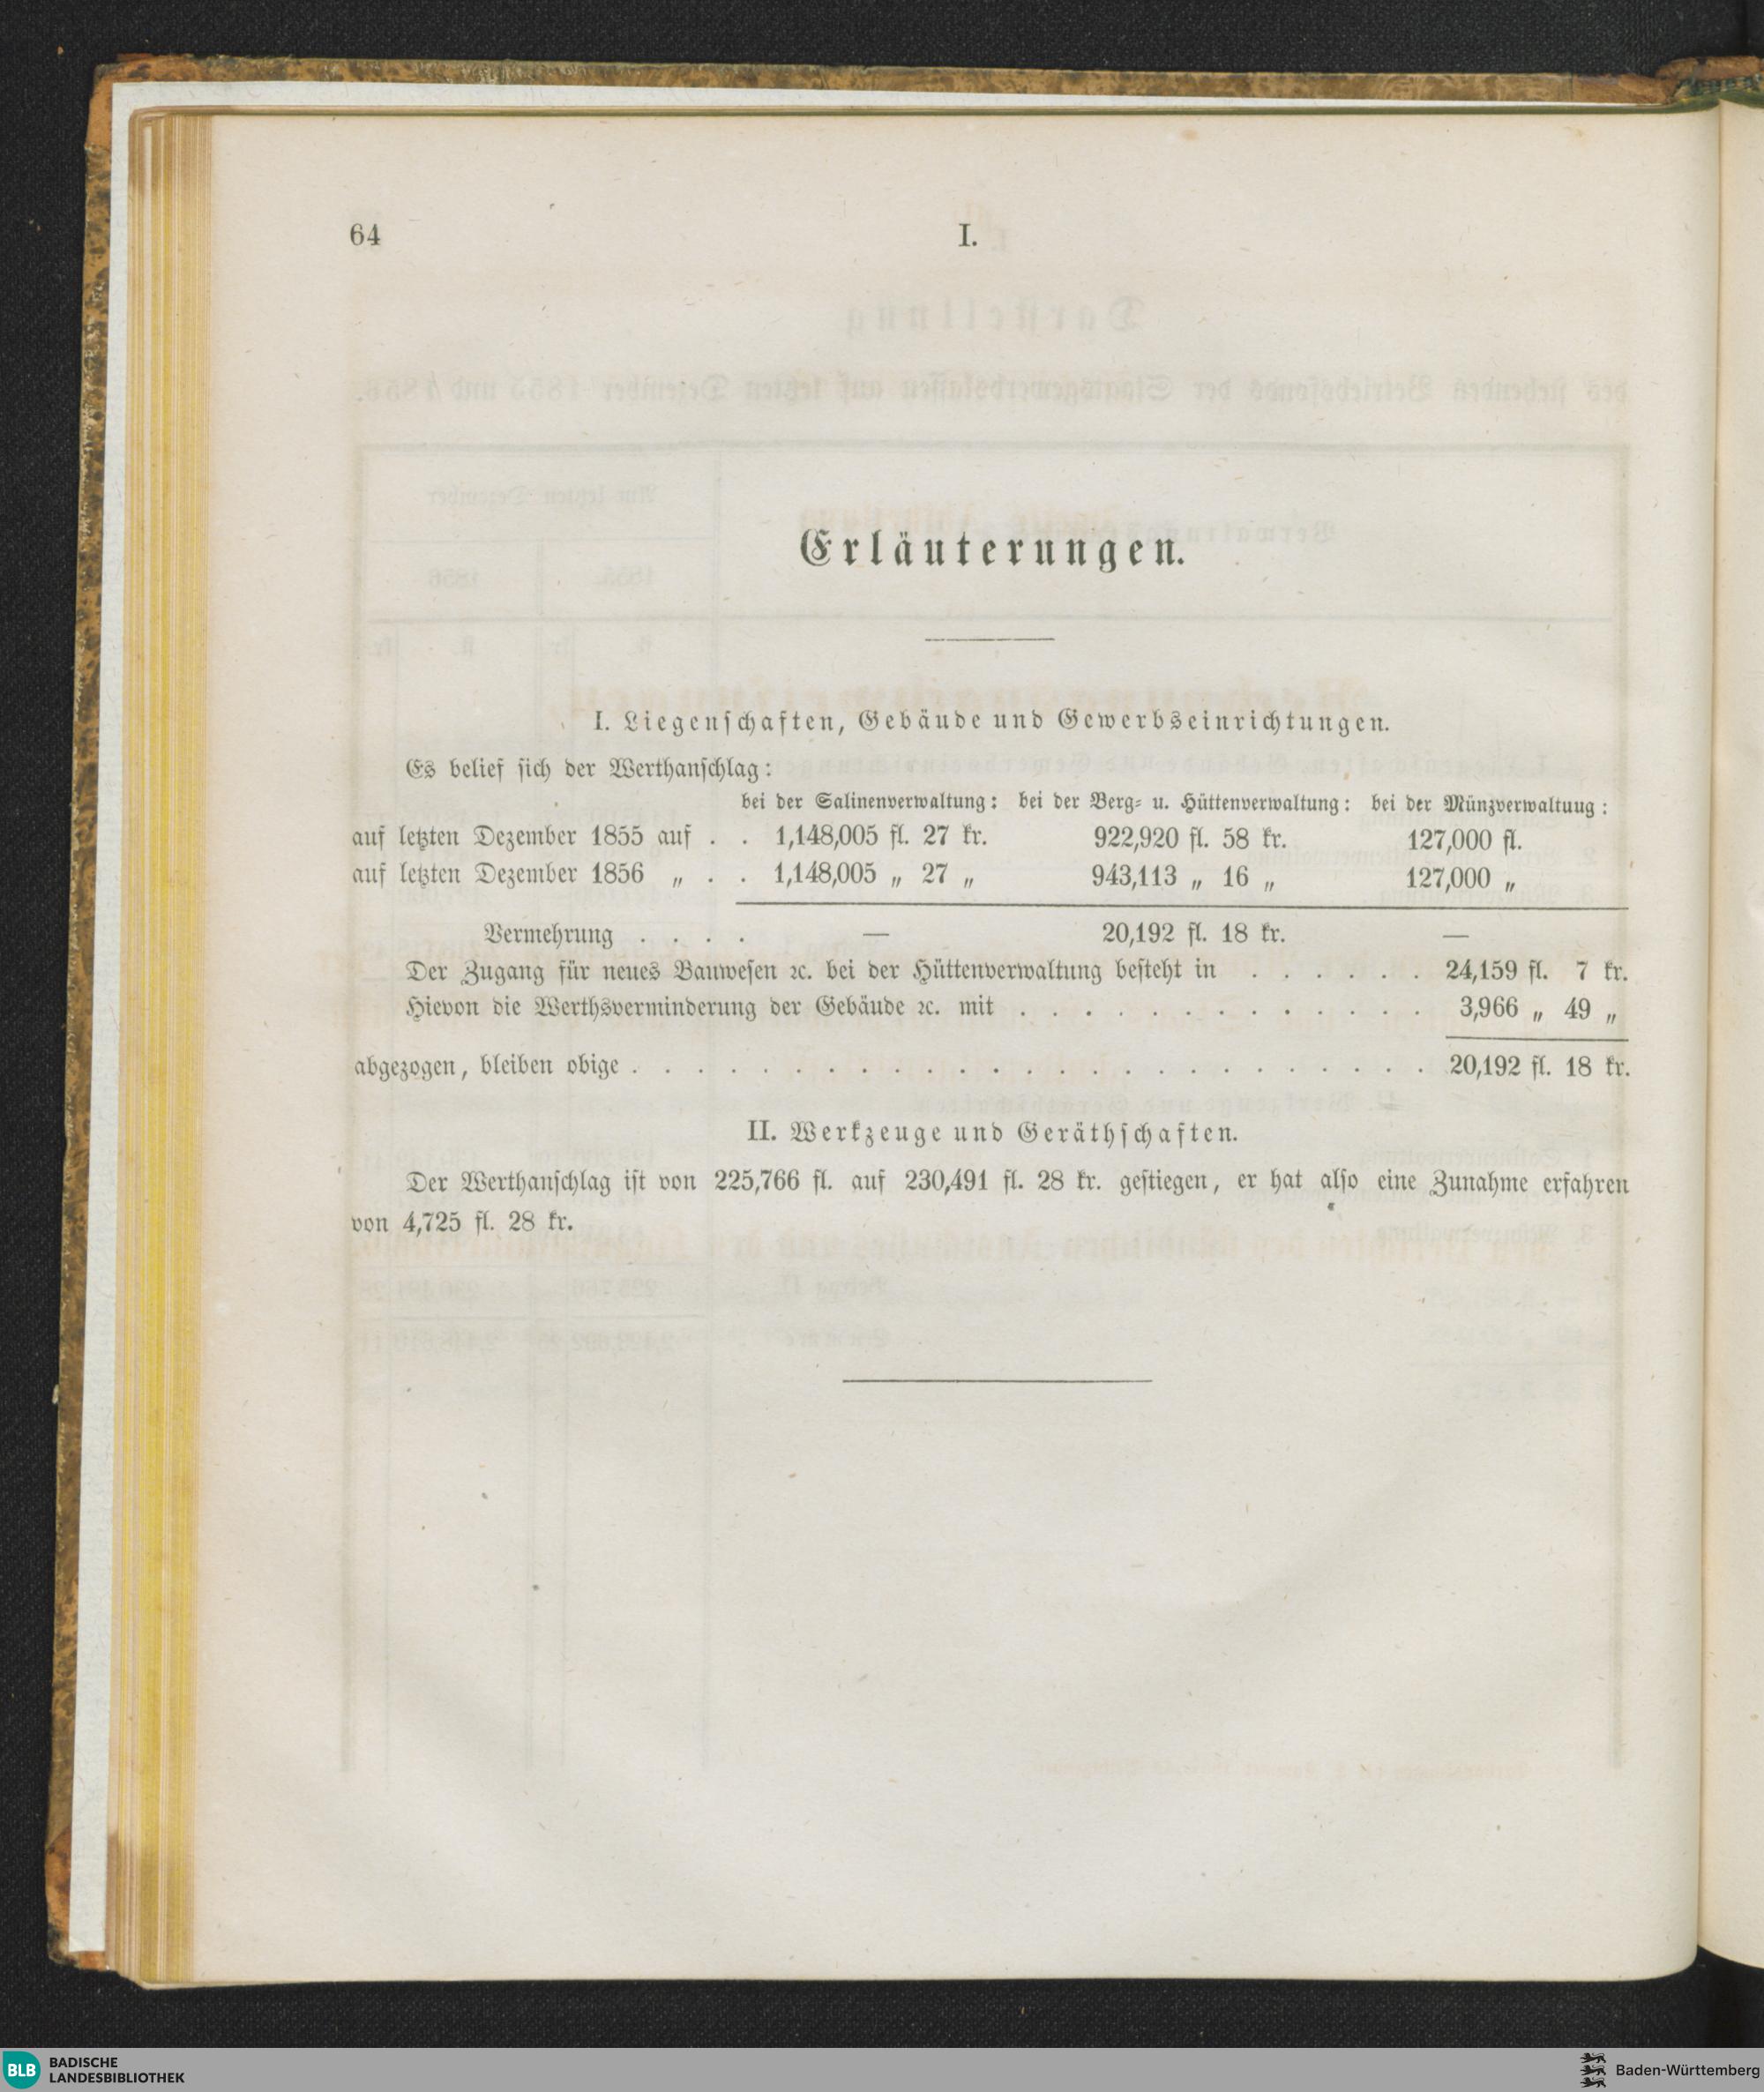 64
I.
Erläuterungen.
I. Liegenschaften, Gebäude und Gewerbseinrichtungen.
Es belief sich der Werthanschlag:
bei der Salinenverwaltung: bei der Berg- u. Hüttenverwaltung: bei der Münzverwaltuug:
auf letzten Dezember 1855 auf . . 1,148,005 fl. 27 kr. 922,920 fl. 58 kr. 127,000 fl.
auf letzten Dezember 1856 „ . . 1,148,005 „ 27 „ 943,113 „ 16 „ 127,000 „
Vermehrung . . . . — 20,192 fl. 18 kr. —
Der Zugang für neues Bauwesen ꝛc. bei der Hüttenverwaltung besteht in . . . . . . 24,159 fl. 7 kr.
Hievon die Werthsverminderung der Gebäude ꝛc. mit . . . . . . . . . . . . . 3,966 „ 49 „
abgezogen, bleiben obige . . . . . . . . . . . . . . . . . . . . . . . . . 20,192 fl. 18 kr.
II. Werkzeuge und Geräthschaften.
Der Werthanschlag ist von 225,766 fl. auf 230,491 fl. 28 kr. gestiegen, er hat also eine Zunahme erfahren
von 4,725 fl. 28 kr.
BLB BADISCHE
LANDESBIBLIOTHEK
Baden-Württemberg